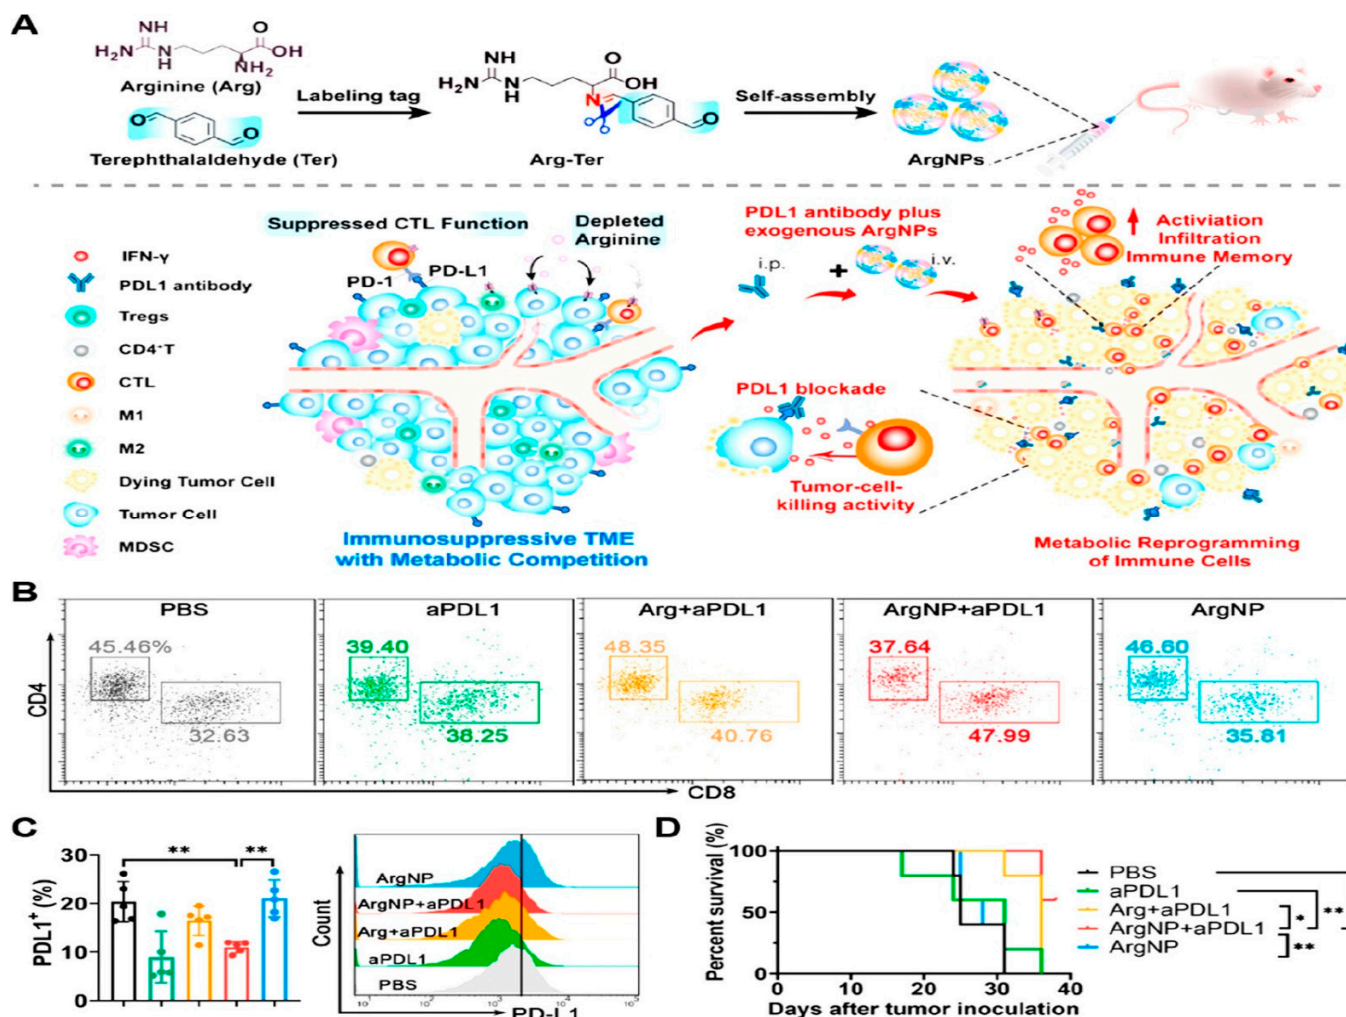 A
NH
H₂N
N
H
O
OH
NH₂
Arginine (Arg)
O
O
Terephthalaldehyde (Ter)
Labeling tag
NH
H₂N
N
H
O
OH
N
O
Arg-Ter
Self-assembly
ArgNPs
IFN-γ
PDL1 antibody
Tregs
CD4⁺T
CTL
M1
M2
Dying Tumor Cell
Tumor Cell
MDSC
Suppressed CTL Function
Depleted
Arginine
PD-1
PD-L1
Immunosuppressive TME
with Metabolic Competition
PDL1 antibody plus
exogenous ArgNPs
i.p.
+
i.v.
PDL1 blockade
Tumor-cell-
killing activity
Activiation
Infiltration
Immune Memory
Metabolic Reprogramming
of Immune Cells
B
PBS
aPDL1
Arg+aPDL1
ArgNP+aPDL1
ArgNP
45.46%
39.40
48.35
37.64
46.60
32.63
38.25
40.76
47.99
35.81
CD4
CD8
C
PDL1⁺ (%)
30
20
10
0
**
**
Count
ArgNP
ArgNP+aPDL1
Arg+aPDL1
aPDL1
PBS
10²
10³
10⁴
10⁵
PD-L1
D
Percent survival (%)
100
50
0
0
10
20
30
40
Days after tumor inoculation
PBS
aPDL1
Arg+aPDL1
ArgNP+aPDL1
ArgNP
*
**
**